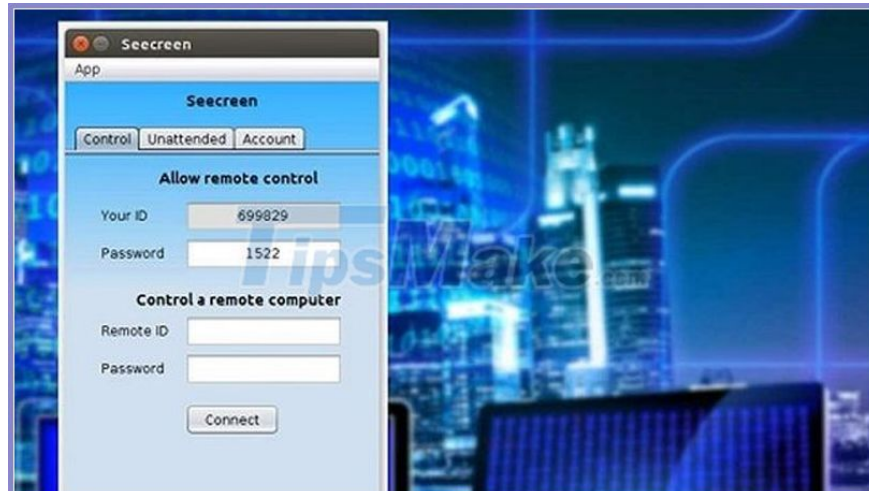 Seecreen
App
Seecreen
Control Unattended Account
Allow remote control
Your ID 699829
Password 1522
TipsMake.com
Control a remote computer
Remote ID
Password
Connect